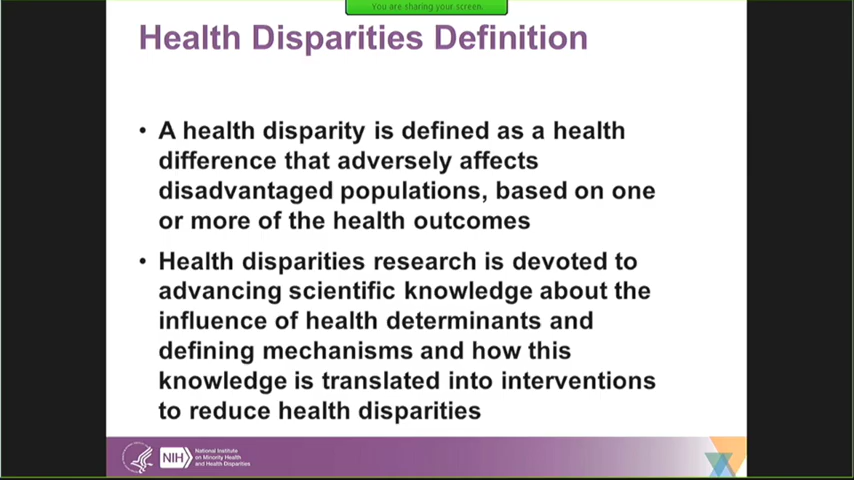 You are sharing your screen.
Health Disparities Definition
• A health disparity is defined as a health
difference that adversely affects
disadvantaged populations, based on one
or more of the health outcomes
• Health disparities research is devoted to
advancing scientific knowledge about the
influence of health determinants and
defining mechanisms and how this
knowledge is translated into interventions
to reduce health disparities
NIH
National Institute
on Minority Health
and Health Disparities